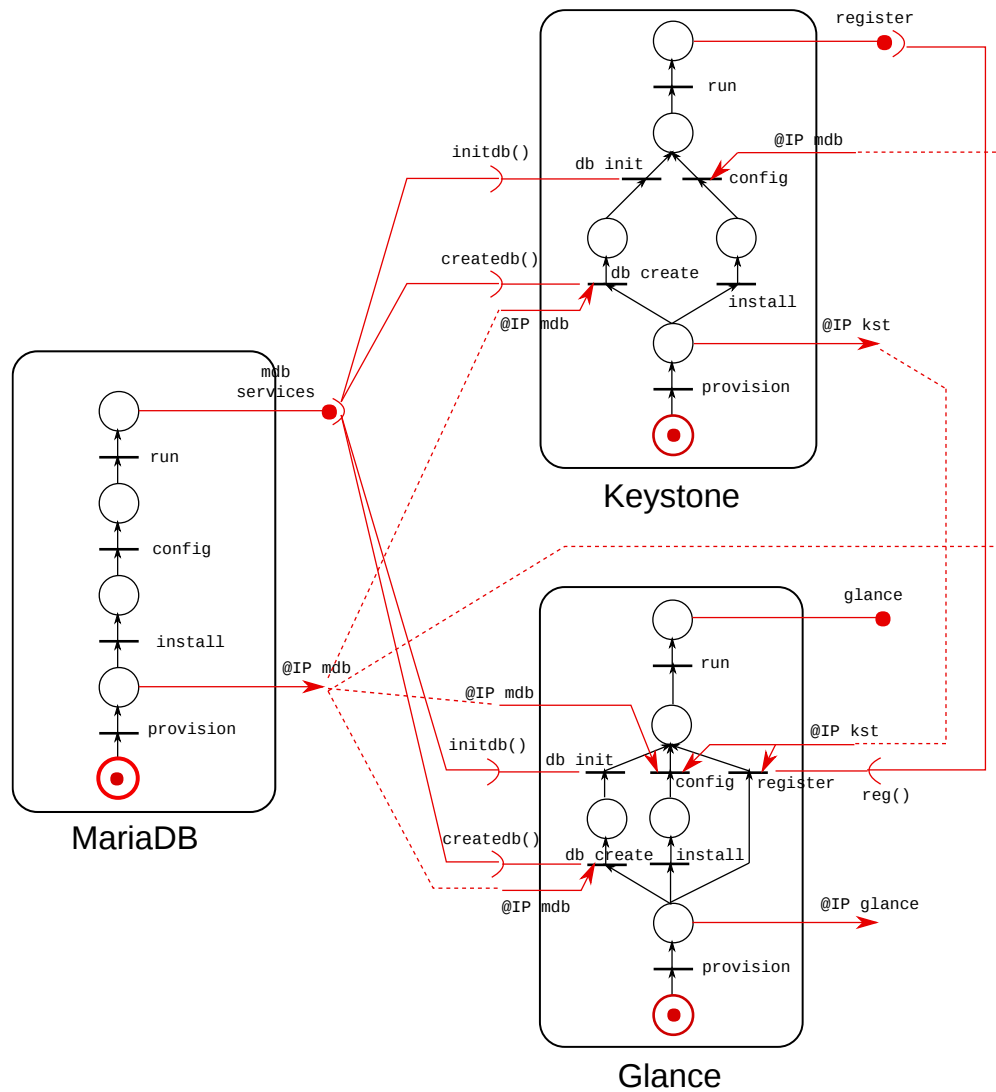 register
run
@IP mdb
initdb()
db init
config
createdb()
db create
install
@IP mdb
@IP kst
provision
Keystone
mdb
services
run
config
install
@IP mdb
provision
MariaDB
glance
run
@IP mdb
@IP kst
initdb()
db init
config
register
reg()
createdb()
db create
install
@IP mdb
@IP glance
provision
Glance